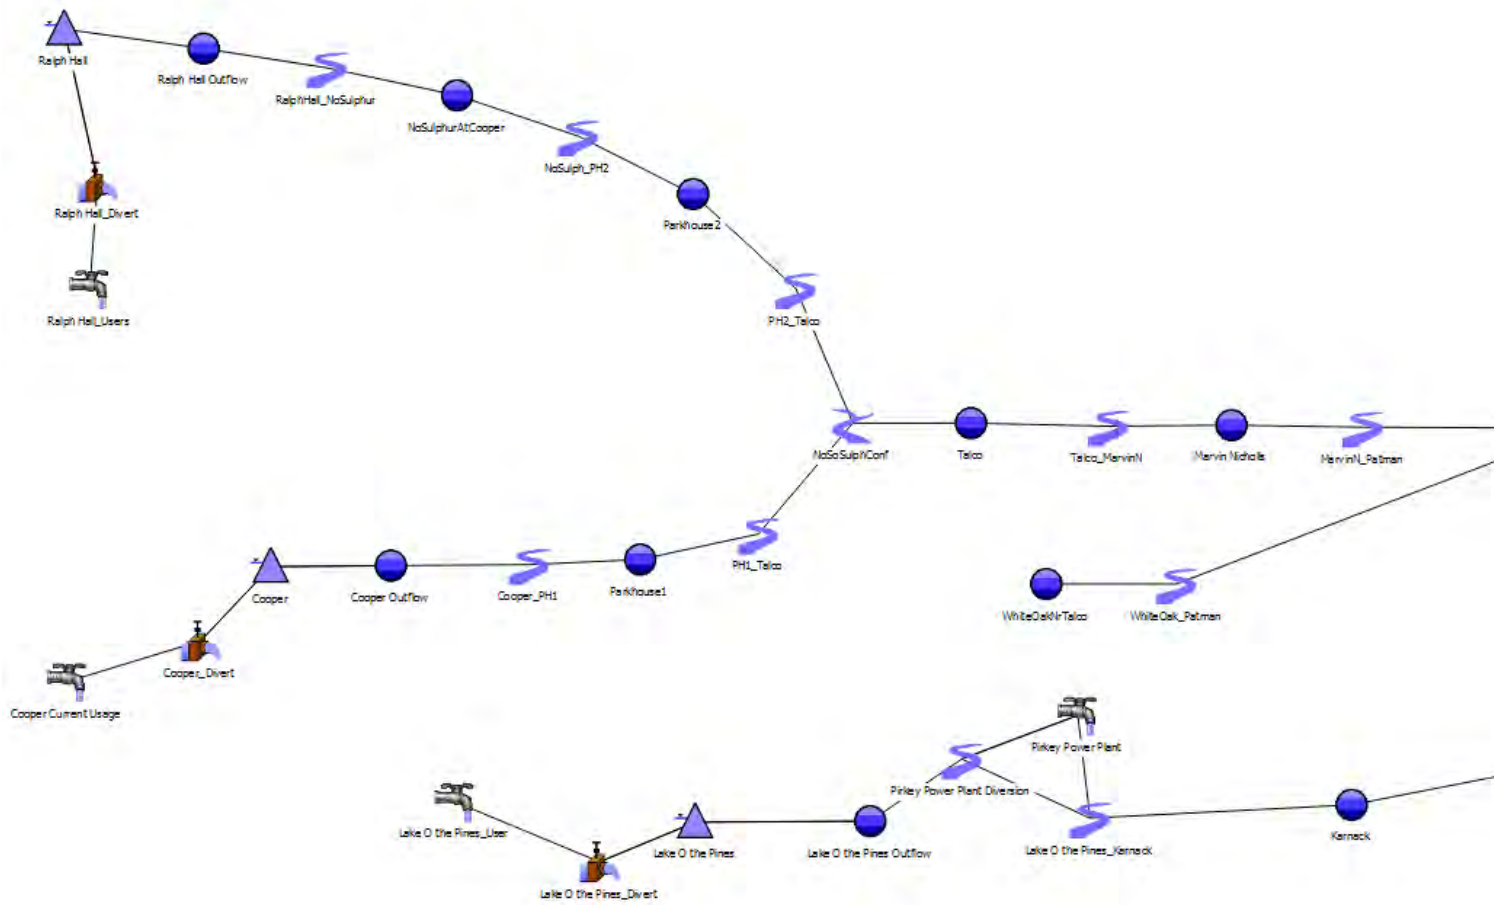 Ralph Hall
Ralph Hall Outflow
RalphHall_NoSulphur
NoSulphurAtCooper
NoSulph_PH2
Ralph Hall_Divert
Parkhouse2
Ralph Hall_Users
PH2_Talco
NoSoSulphConf
Talco
Talco_MarvinN
Marvin Nicholls
MarvinN_Patman
PH1_Talco
Cooper
Cooper Outflow
Cooper_PH1
Parkhouse1
WhiteOakNrTalco
WhiteOak_Patman
Cooper_Divert
Cooper Current Usage
Pirkey Power Plant
Pirkey Power Plant Diversion
Lake O the Pines_User
Lake O the Pines
Lake O the Pines Outflow
Lake O the Pines_Karnack
Karnack
Lake O the Pines_Divert